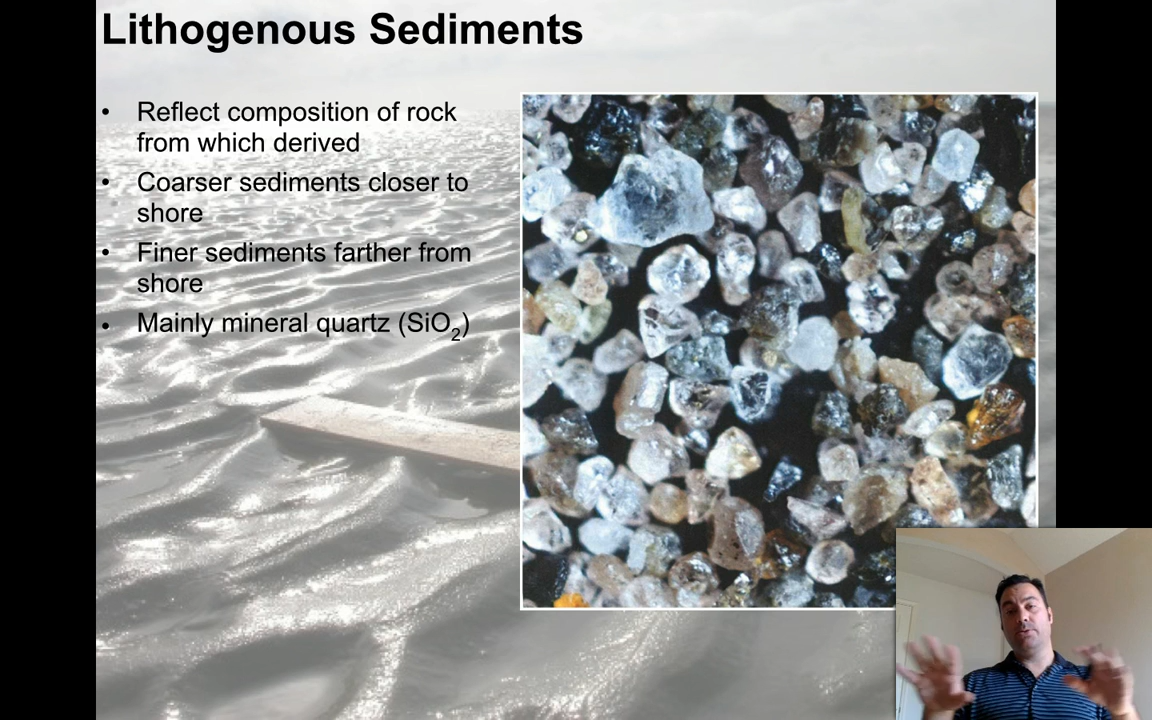 Lithogenous Sediments
• Reflect composition of rock
from which derived
• Coarser sediments closer to
shore
• Finer sediments farther from
shore
• Mainly mineral quartz (SiO₂)